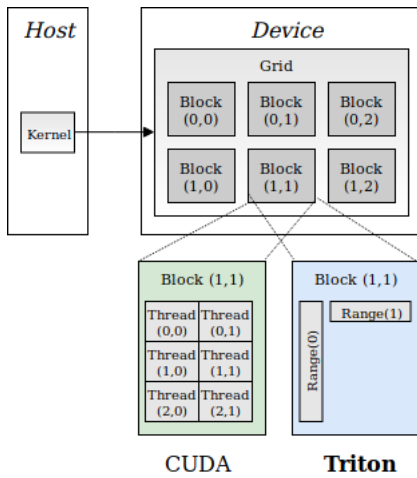 Host
Device
Grid
Kernel
Block
(0,0)
Block
(0,1)
Block
(0,2)
Block
(1,0)
Block
(1,1)
Block
(1,2)
Block (1,1)
Thread
(0,0)
Thread
(0,1)
Thread
(1,0)
Thread
(1,1)
Thread
(2,0)
Thread
(2,1)
CUDA
Block (1,1)
Range(0)
Range(1)
Triton